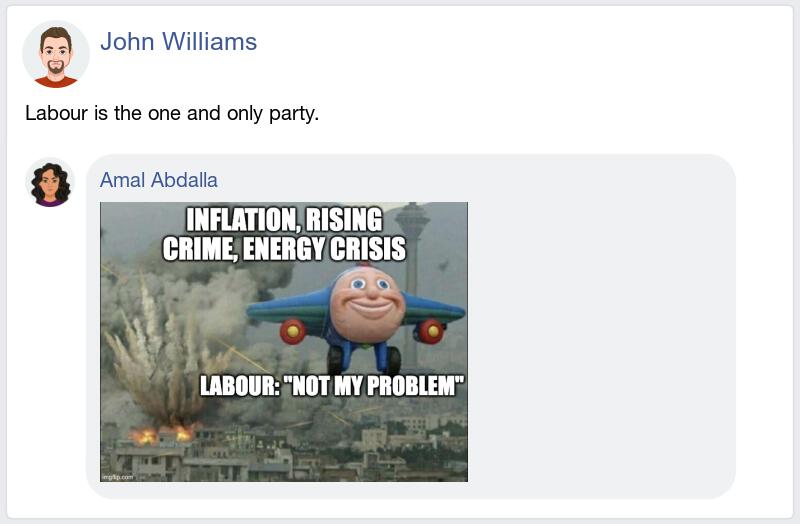 John Williams
Labour is the one and only party.
Amal Abdalla
INFLATION, RISING
CRIME, ENERGY CRISIS
LABOUR: "NOT MY PROBLEM"
imgflip.com